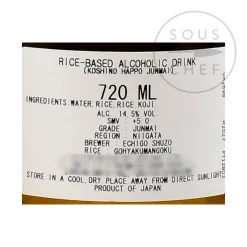 SOUS
CHEF
RICE-BASED ALCOHOLIC DRINK
(KOSHINO HAPPO JUNMAI)
720 ML
INGREDIENTS:WATER, RICE, RICE KOJI
ALC 14.5% VOL
SMV +5.0
GRADE JUNMAI
REGION NIIGATA
BREWER ECHIGO SHUZO
RICE : GOHYAKUMANGOKU
STORE IN A COOL, DRY PLACE AWAY FROM DIRECT SUNLIGHT
PRODUCT OF JAPAN